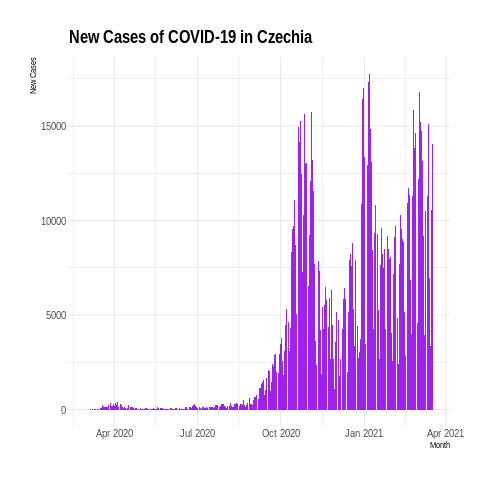 New Cases of COVID-19 in Czechia
New Cases
15000
10000
5000
0
Apr 2020 Jul 2020 Oct 2020 Jan 2021 Apr 2021
Month